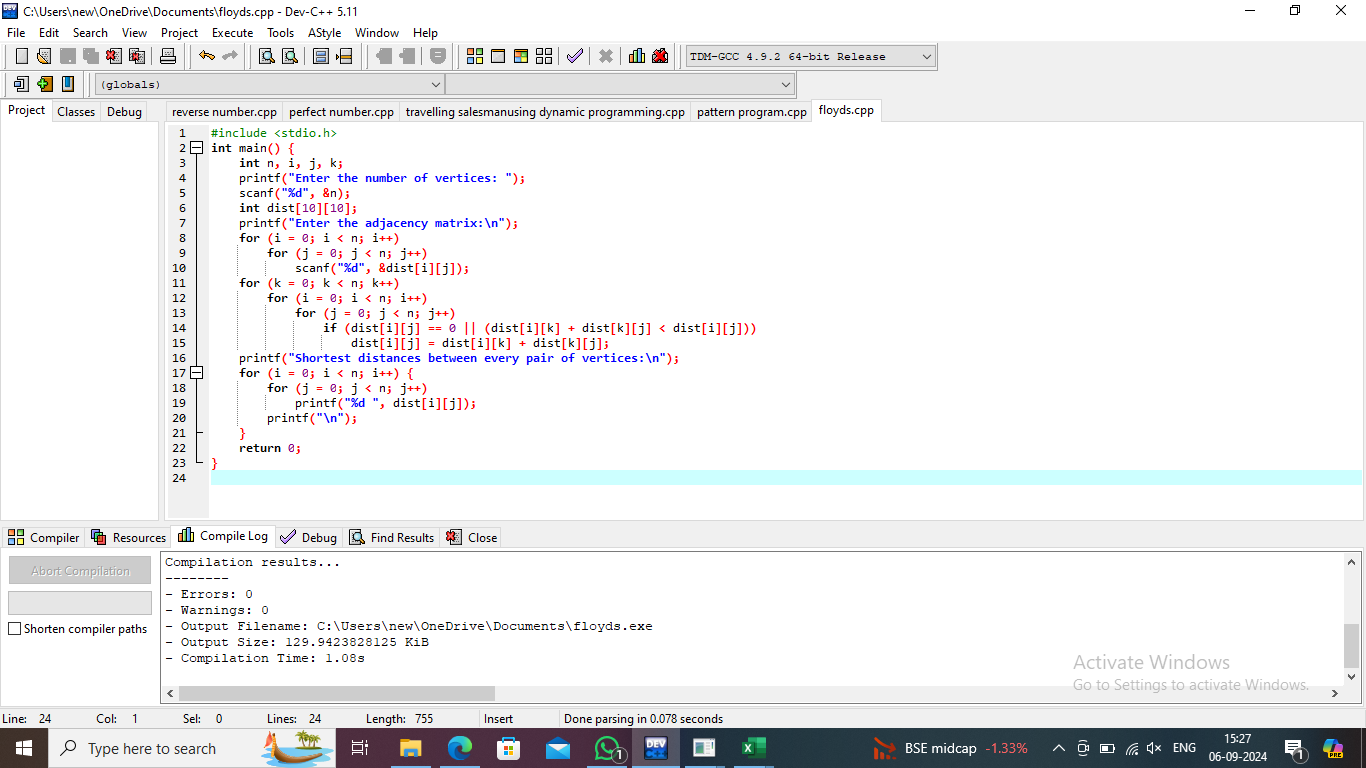 C:\Users\new\OneDrive\Documents\floyds.cpp - Dev-C++ 5.11
File Edit Search View Project Execute Tools AStyle Window Help
TDM-GCC 4.9.2 64-bit Release
(globals)
Project Classes Debug
reverse number.cpp perfect number.cpp travelling salesmanusing dynamic programming.cpp pattern program.cpp floyds.cpp
1 #include <stdio.h>
2 int main() {
3 int n, i, j, k;
4 printf("Enter the number of vertices: ");
5 scanf("%d", &n);
6 int dist[10][10];
7 printf("Enter the adjacency matrix:\n");
8 for (i = 0; i < n; i++)
9 for (j = 0; j < n; j++)
10 scanf("%d", &dist[i][j]);
11 for (k = 0; k < n; k++)
12 for (i = 0; i < n; i++)
13 for (j = 0; j < n; j++)
14 if (dist[i][j] == 0 || (dist[i][k] + dist[k][j] < dist[i][j]))
15 dist[i][j] = dist[i][k] + dist[k][j];
16 printf("Shortest distances between every pair of vertices:\n");
17 for (i = 0; i < n; i++) {
18 for (j = 0; j < n; j++)
19 printf("%d ", dist[i][j]);
20 printf("\n");
21 }
22 return 0;
23 }
24
Compiler Resources Compile Log Debug Find Results Close
Abort Compilation
Shorten compiler paths
Compilation results...
--------
- Errors: 0
- Warnings: 0
- Output Filename: C:\Users\new\OneDrive\Documents\floyds.exe
- Output Size: 129.9423828125 KiB
- Compilation Time: 1.08s
Activate Windows
Go to Settings to activate Windows.
Line: 24 Col: 1 Sel: 0 Lines: 24 Length: 755 Insert Done parsing in 0.078 seconds
Type here to search
1
DEV
BSE midcap -1.33%
ENG
15:27
06-09-2024
1
PRE